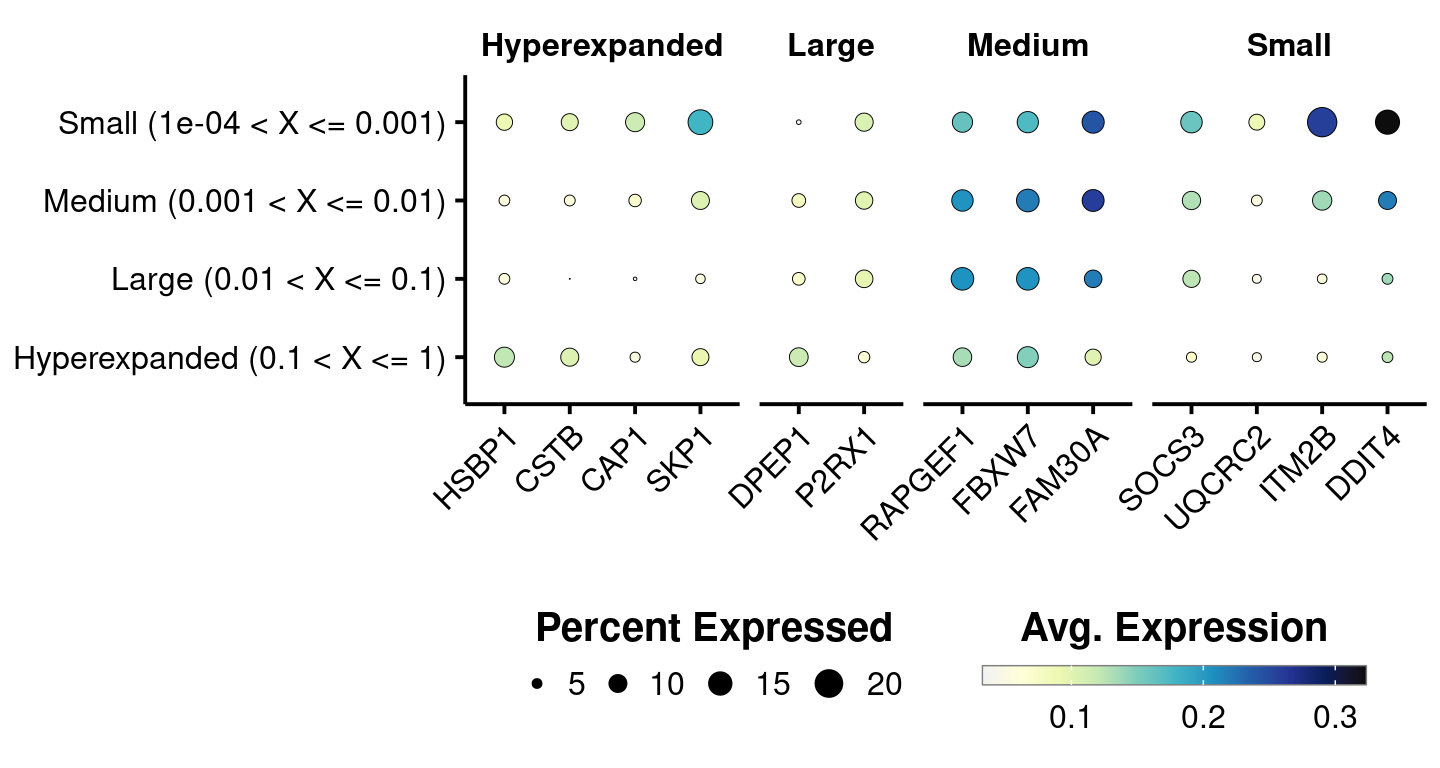 Hyperexpanded Large Medium Small
Small (1e-04 < X <= 0.001)
Medium (0.001 < X <= 0.01)
Large (0.01 < X <= 0.1)
Hyperexpanded (0.1 < X <= 1)
HSBP1 CSTB CAP1 SKP1 DPEP1 P2RX1 RAPGEF1 FBXW7 FAM30A SOCS3 UQCRC2 ITM2B DDIT4
Percent Expressed
5 10 15 20
Avg. Expression
0.1 0.2 0.3